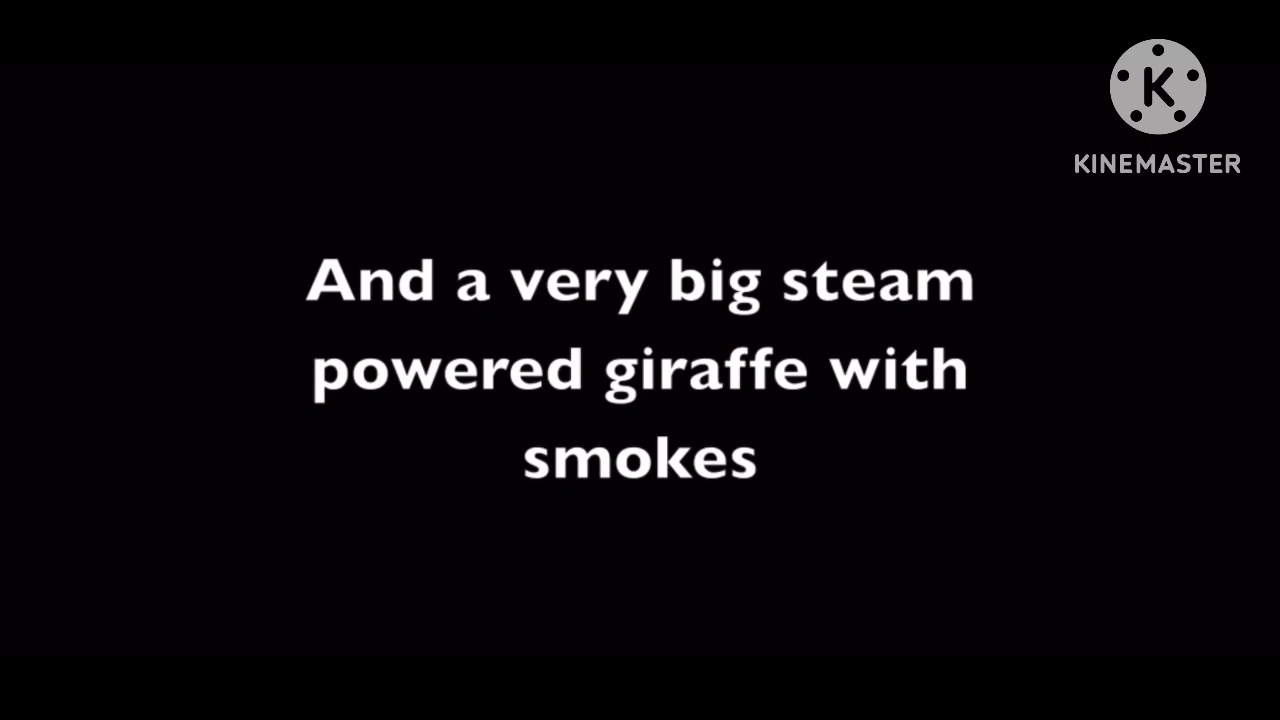 K
KINEMASTER
And a very big steam
powered giraffe with
smokes